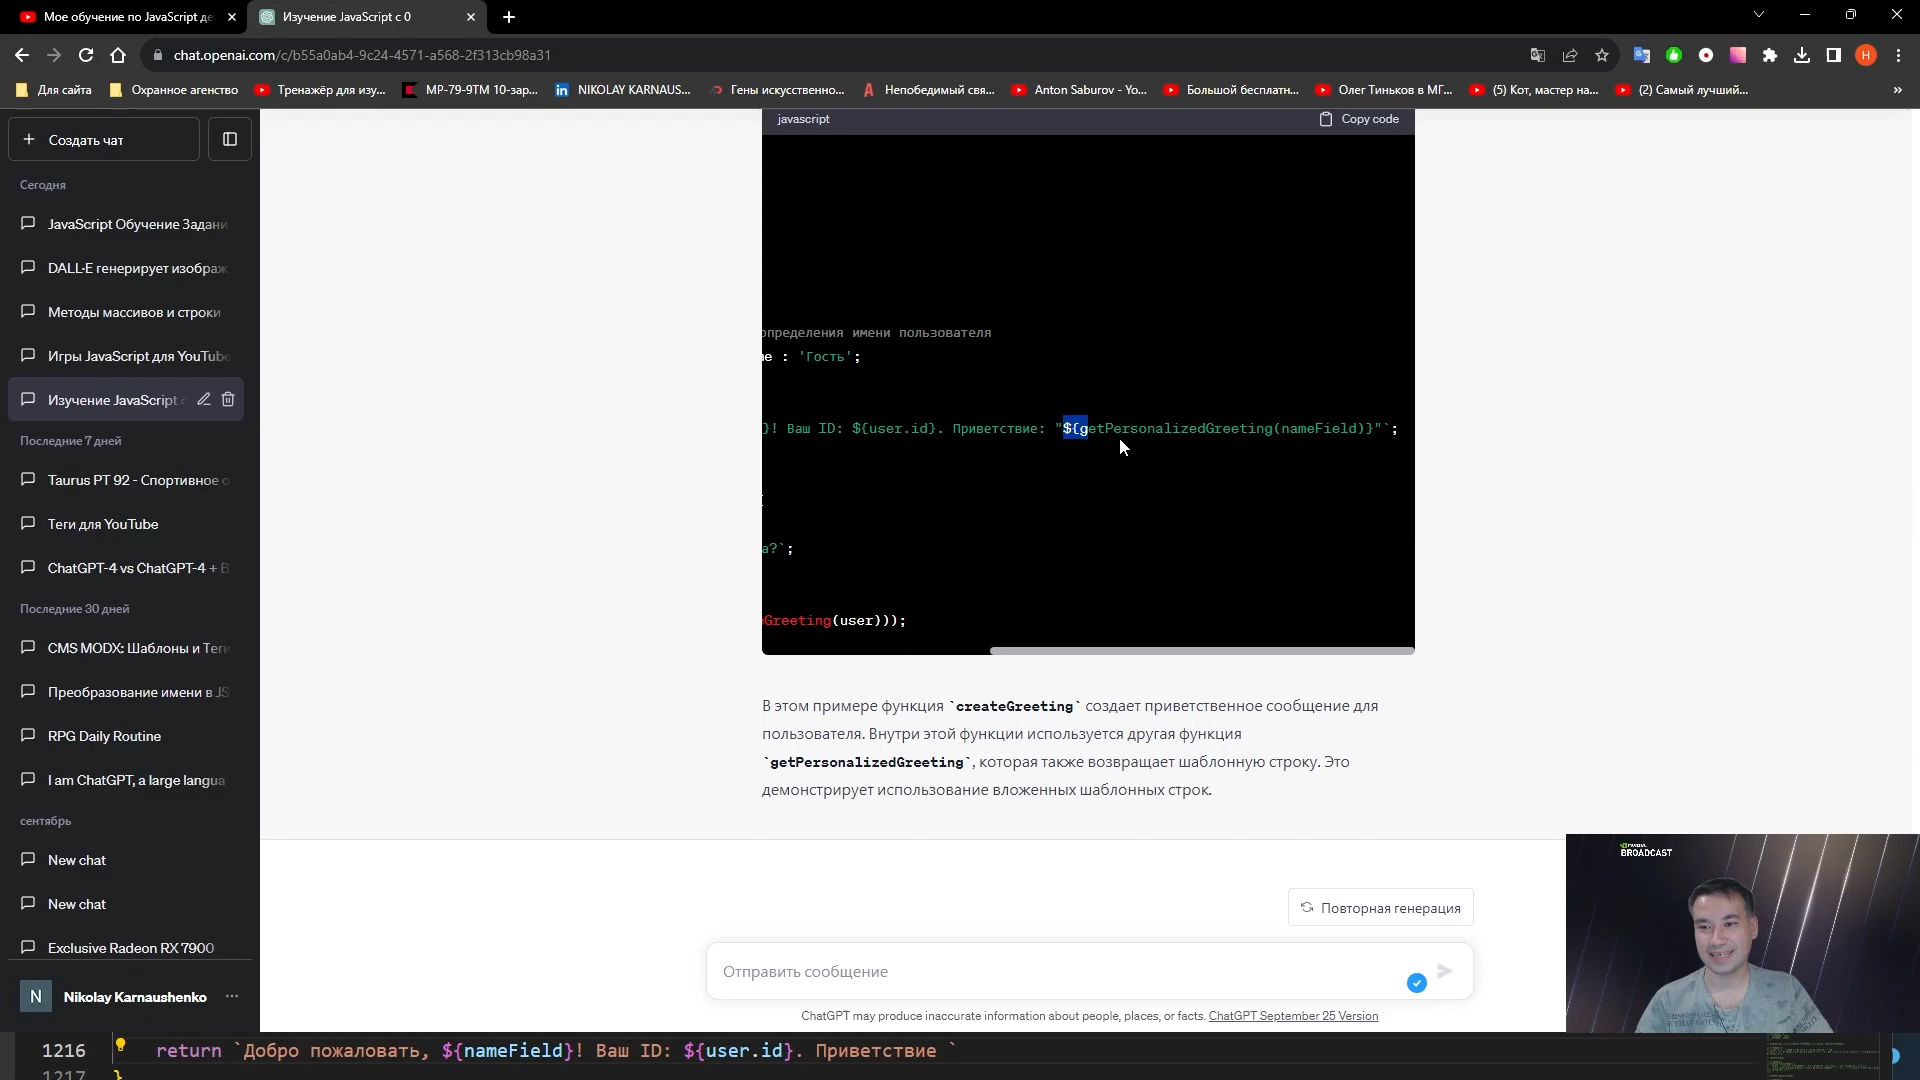 Мое обучение по JavaScript де
Изучение JavaScript с 0
chat.openai.com/c/b55a0ab4-9c24-4571-a568-2f313cb98a31
Для сайта
Охранное агенство
Тренажёр для изу...
МР-79-9ТМ 10-зар...
NIKOLAY KARNAUS...
Гены искусственно...
Непобедимый свя...
Anton Saburov - Yo...
Большой бесплатн...
Олег Тиньков в МГ...
(5) Кот, мастер на...
(2) Самый лучший...
»
Создать чат
Сегодня
JavaScript Обучение Задани
DALL-E генерирует изображ
Методы массивов и строки
Игры JavaScript для YouTube
Изучение JavaScript с
Последние 7 дней
Taurus PT 92 - Спортивное о
Теги для YouTube
ChatGPT-4 vs ChatGPT-4 + B
Последние 30 дней
CMS MODX: Шаблоны и Теги
Преобразование имени в JS
RPG Daily Routine
I am ChatGPT, a large langua
сентябрь
New chat
New chat
Exclusive Radeon RX 7900
N Nikolay Karnaushenko ...
javascript
Copy code
определения имени пользователя
me : 'Гость';
}! Ваш ID: ${user.id}. Приветствие: "${getPersonalizedGreeting(nameField)}"`;
{
а?`;
eGreeting(user)));
В этом примере функция `createGreeting` создает приветственное сообщение для
пользователя. Внутри этой функции используется другая функция
`getPersonalizedGreeting`, которая также возвращает шаблонную строку. Это
демонстрирует использование вложенных шаблонных строк.
Повторная генерация
Отправить сообщение
ChatGPT may produce inaccurate information about people, places, or facts. ChatGPT September 25 Version
H
NVIDIA
BROADCAST
1216 return `Добро пожаловать, ${nameField}! Ваш ID: ${user.id}. Приветствие `
1217 }